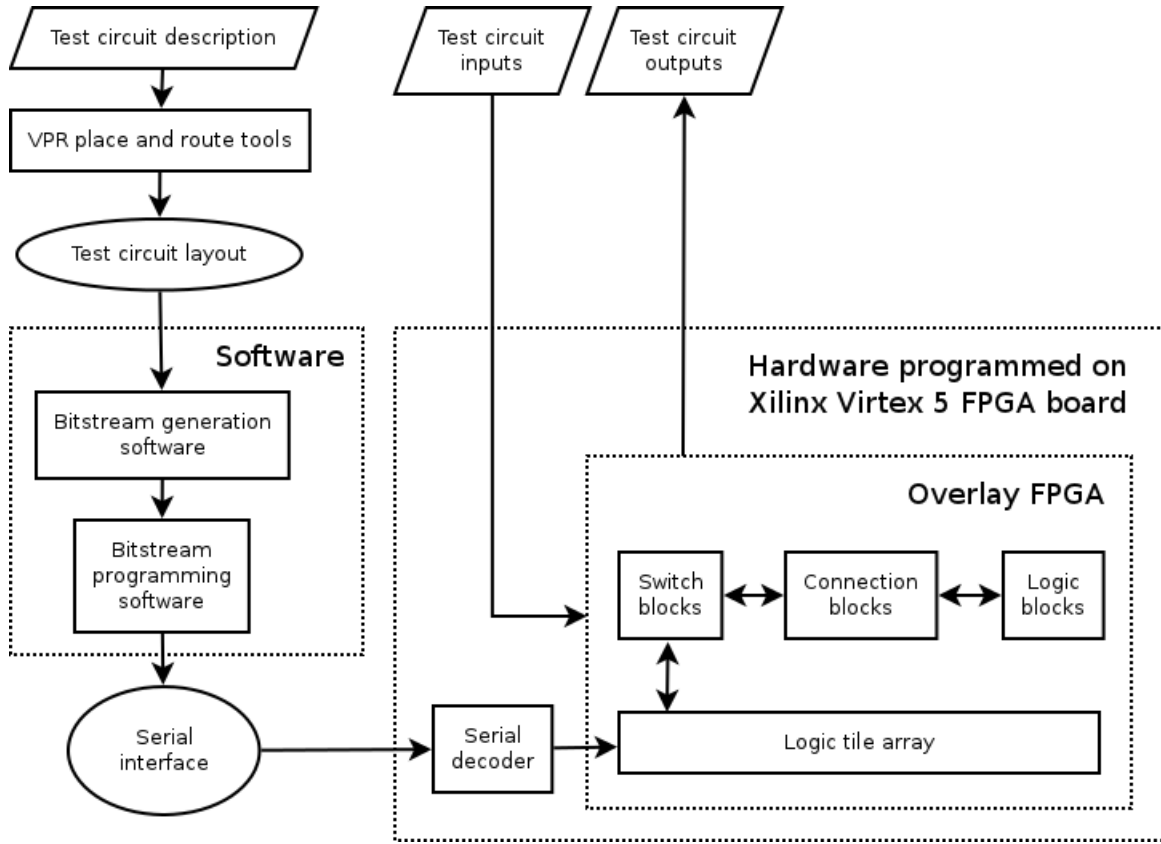 Test circuit description
Test circuit
inputs
Test circuit
outputs
VPR place and route tools
Test circuit layout
Software
Bitstream generation
software
Bitstream
programming
software
Serial
interface
Hardware programmed on
Xilinx Virtex 5 FPGA board
Overlay FPGA
Switch
blocks
Connection
blocks
Logic
blocks
Serial
decoder
Logic tile array